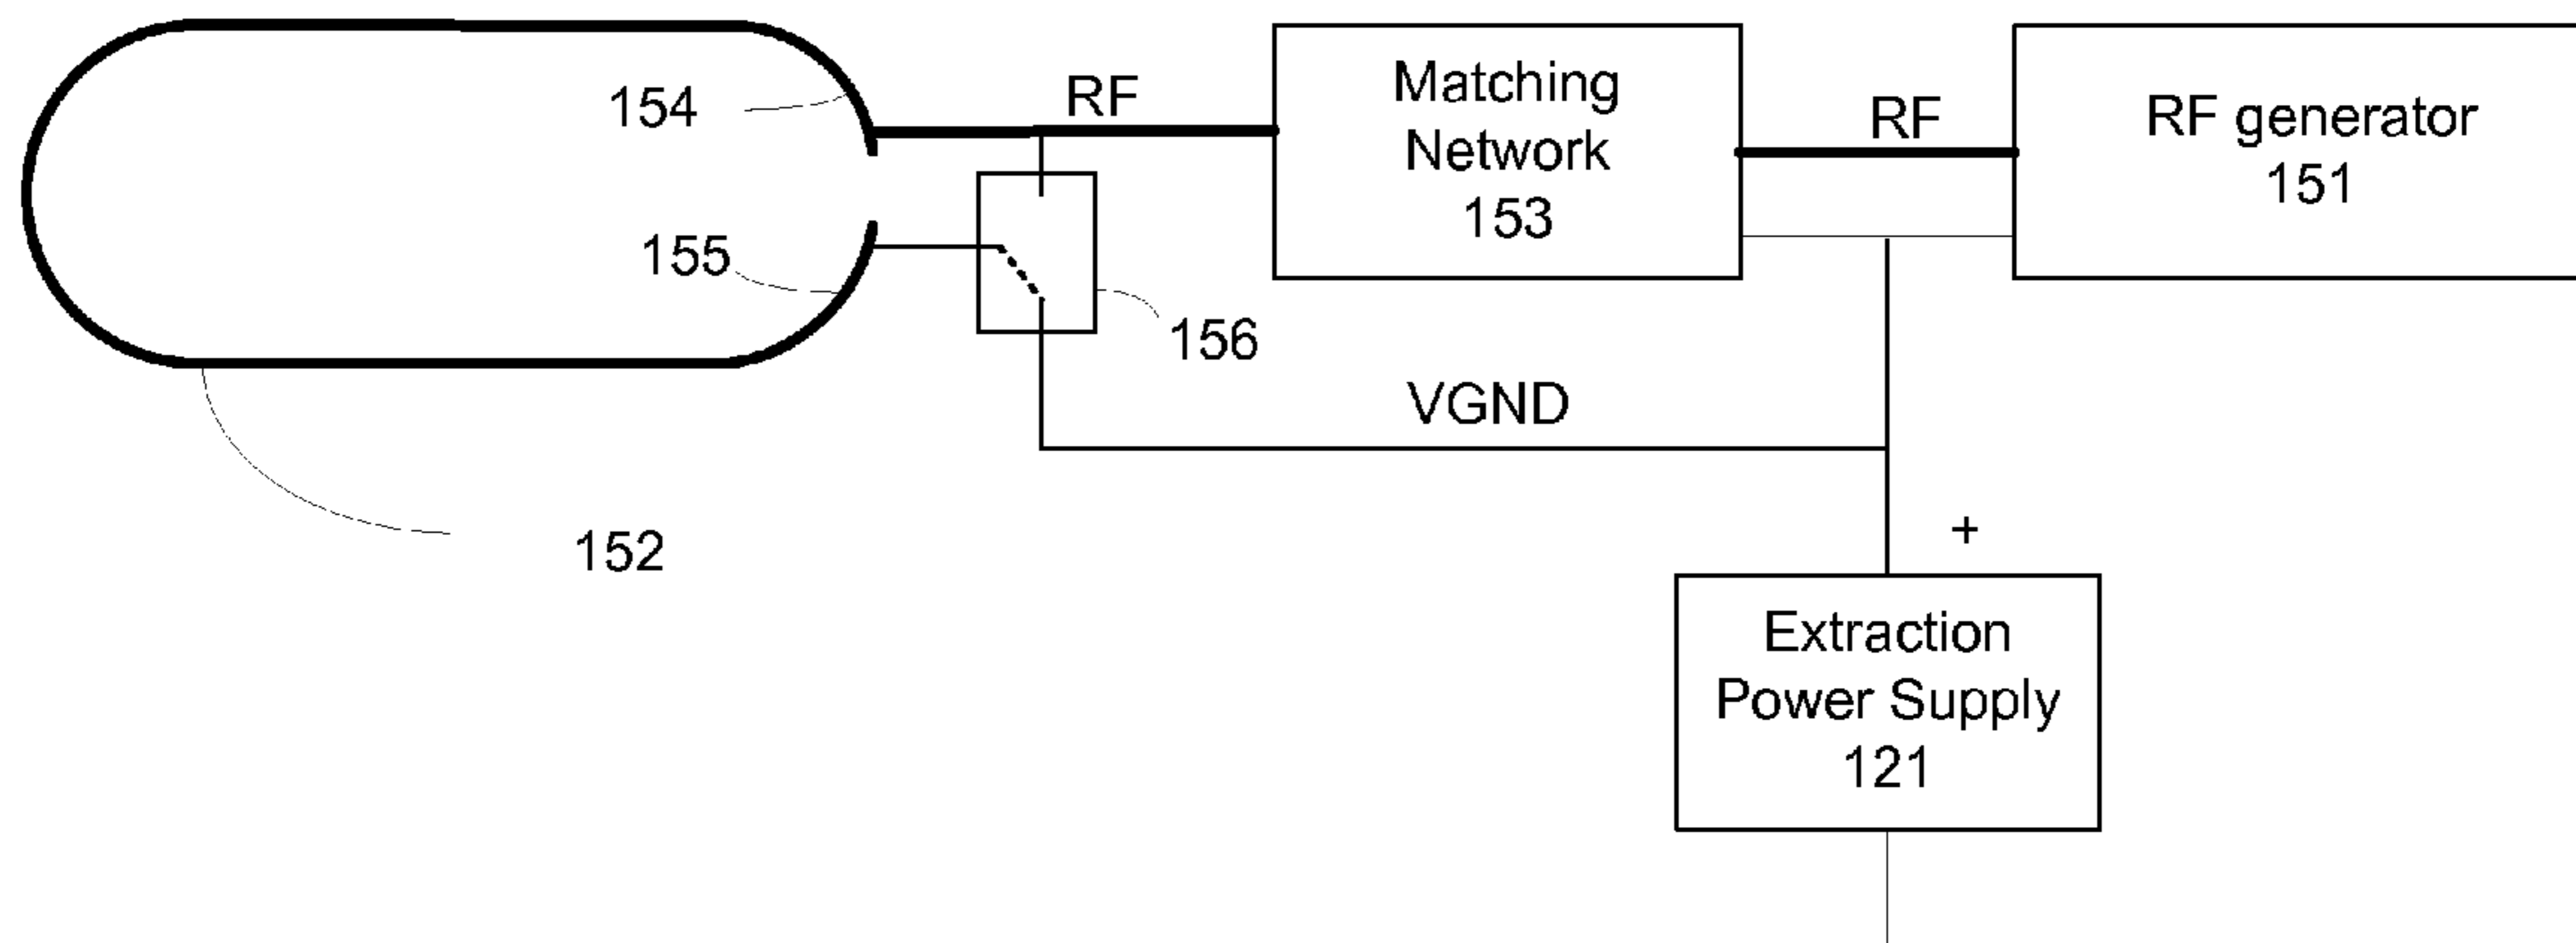 154
RF
Matching
Network
153
RF
RF generator
151
155
156
VGND
152
+
Extraction
Power Supply
121